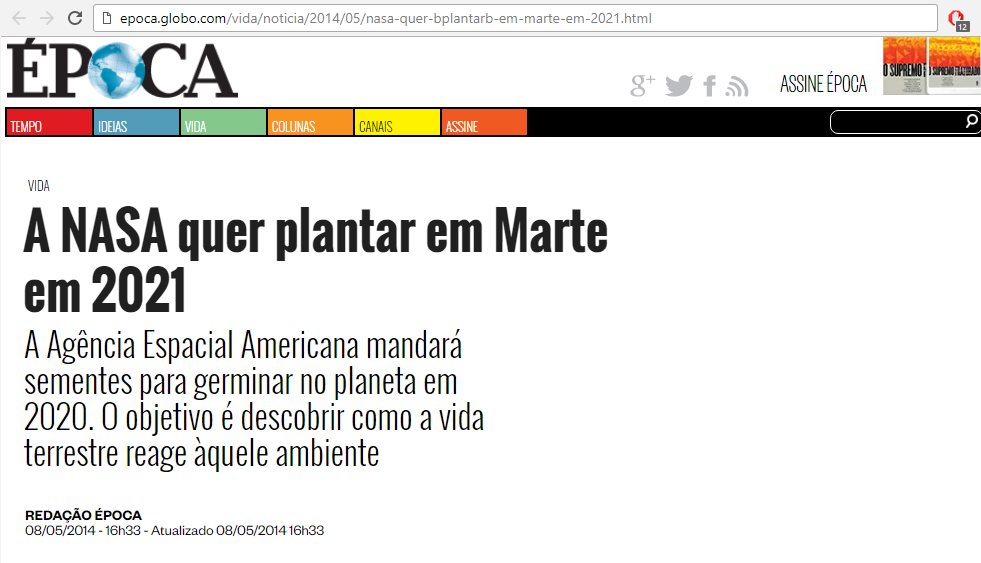 epoca.globo.com/vida/noticia/2014/05/nasa-quer-bplantarb-em-marte-em-2021.html
12
ÉPOCA
g+
ASSINE ÉPOCA
O SUPREMO
O SUPREMO
TEMPO
IDEIAS
VIDA
COLUNAS
CANAIS
ASSINE
VIDA
A NASA quer plantar em Marte
em 2021
A Agência Espacial Americana mandará
sementes para germinar no planeta em
2020. O objetivo é descobrir como a vida
terrestre reage àquele ambiente
REDAÇÃO ÉPOCA
08/05/2014 - 16h33 - Atualizado 08/05/2014 16h33